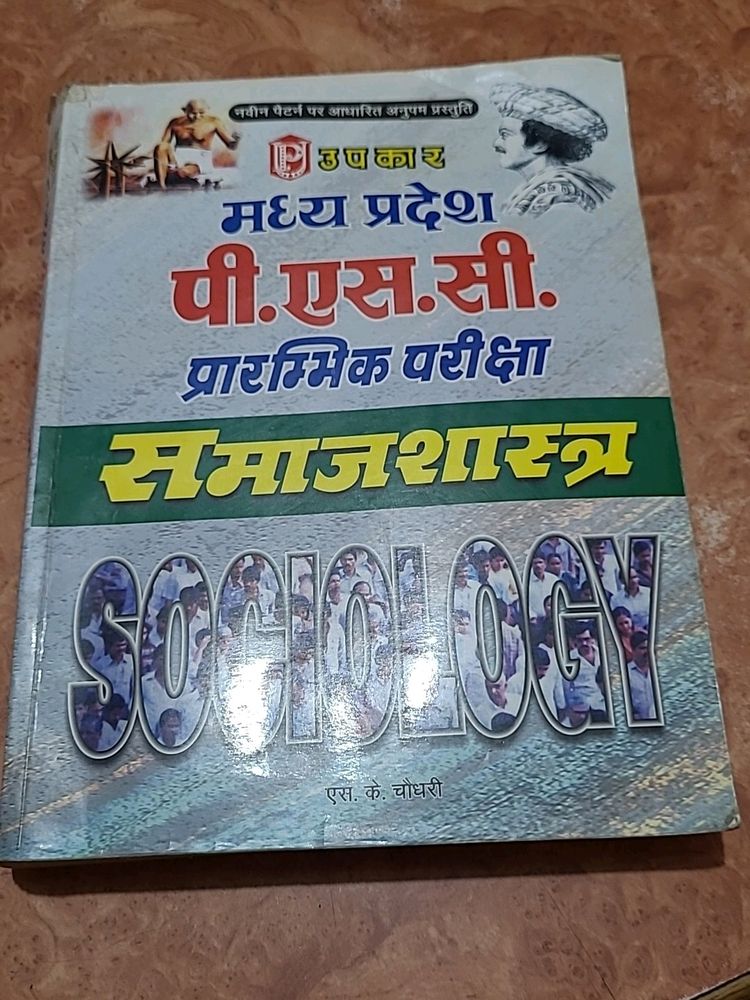 नवीन पैटर्न पर आधारित अनुपम प्रस्तुति
उपकार
मध्य प्रदेश
पी.एस.सी.
प्रारम्भिक परीक्षा
समाजशास्त्र
SOCIOLOGY
एस. के. चौधरी